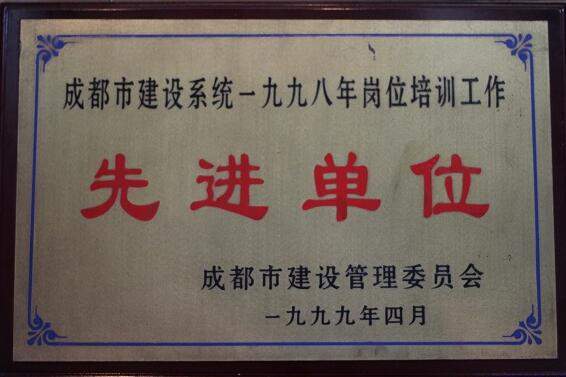 成都市建设系统一九九八年岗位培训工作
先进单位
成都市建设管理委员会
一九九九年四月